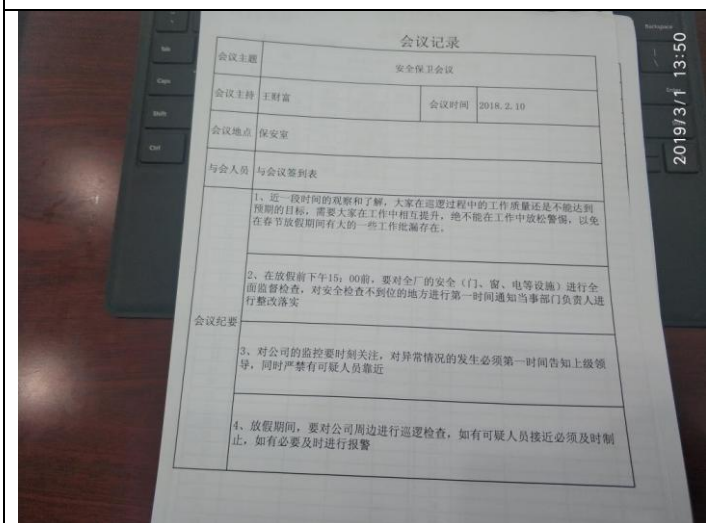 会议记录
会议主题 安全保卫会议
会议主持 王财富 会议时间 2018.2.10
会议地点 保安室
与会人员 与会议签到表
会议纪要
1、近一段时间的观察和了解，大家在巡逻过程中的工作质量还是不能达到
预期的目标，需要大家在工作中相互提升，绝不能在工作中放松警惕，以免
在春节放假期间有大的一些工作纰漏存在。
2、在放假前下午15：00前，要对全厂的安全（门、窗、电等设施）进行全
面监督检查，对安全检查不到位的地方进行第一时间通知当事部门负责人进
行整改落实
3、对公司的监控要时刻关注，对异常情况的发生必须第一时间告知上级领
导，同时严禁有可疑人员靠近
4、放假期间，要对公司周边进行巡逻检查，如有可疑人员接近必须及时制
止，如有必要及时进行报警
2019/3/1 13:50
Tab
Caps
Shift
Ctrl
Backspace